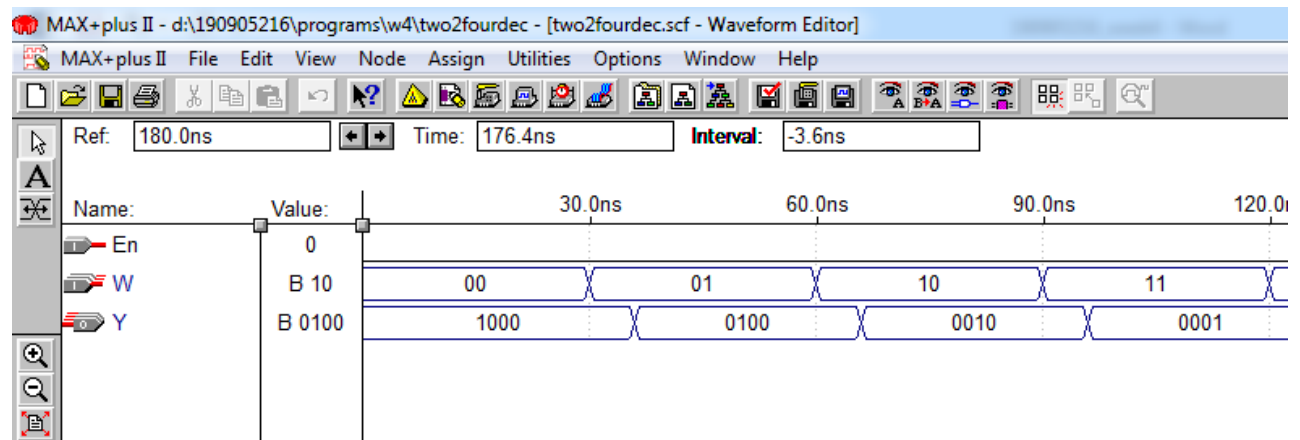 MAX+plus II - d:\190905216\programs\w4\two2fourdec - [two2fourdec.scf - Waveform Editor]
MAX+plus II File Edit View Node Assign Utilities Options Window Help
Ref: 180.0ns Time: 176.4ns Interval: -3.6ns
A
Name: Value: 30.0ns 60.0ns 90.0ns 120.0
En 0
W B 10 00 01 10 11
Y B 0100 1000 0100 0010 0001